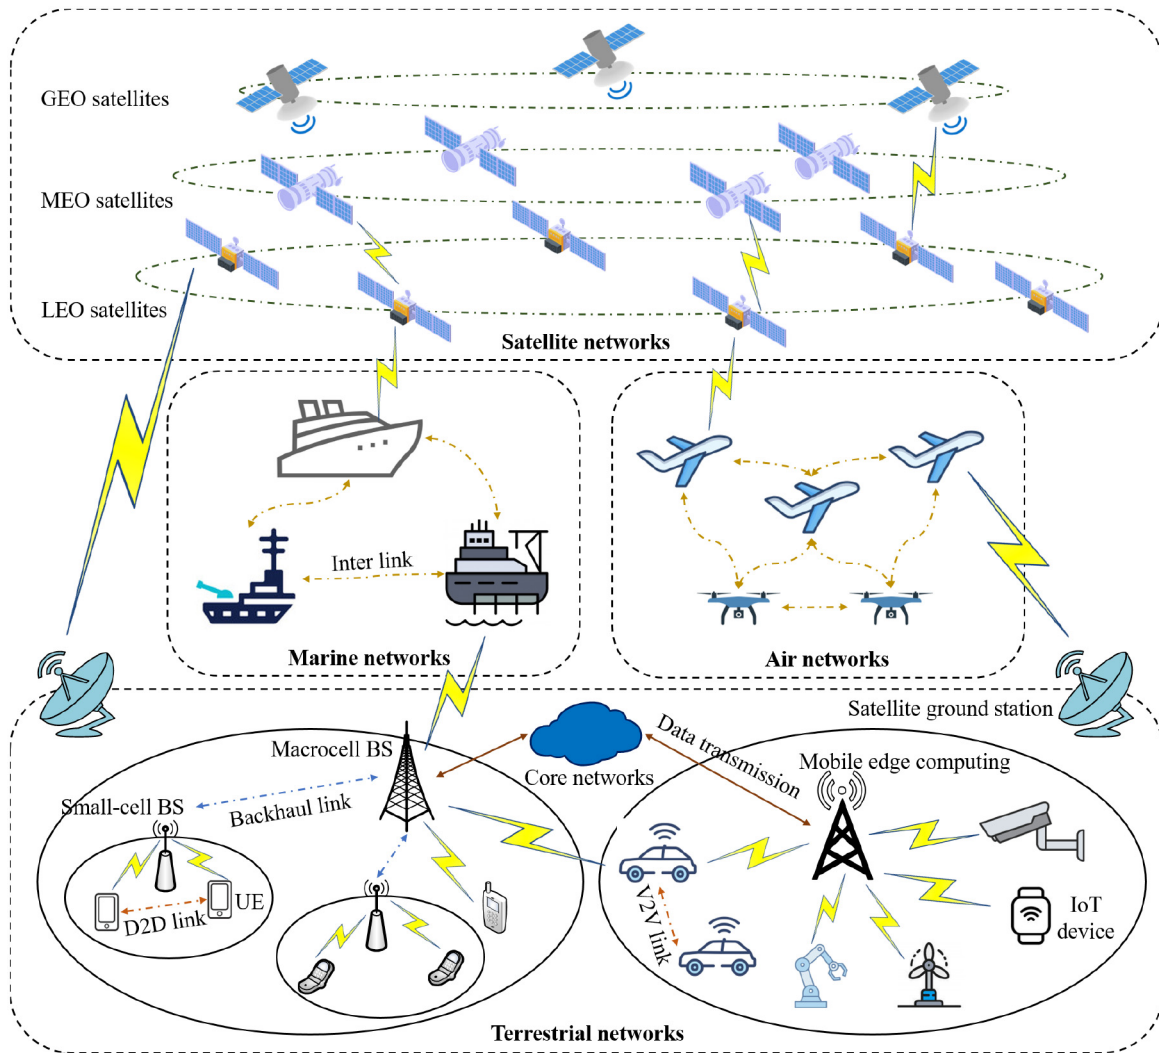 GEO satellites
MEO satellites
LEO satellites
Satellite networks
Inter link
Marine networks
Air networks
Satellite ground station
Macrocell BS
Core networks
Data transmission
Mobile edge computing
Small-cell BS
Backhaul link
UE
D2D link
V2V link
IoT
device
Terrestrial networks